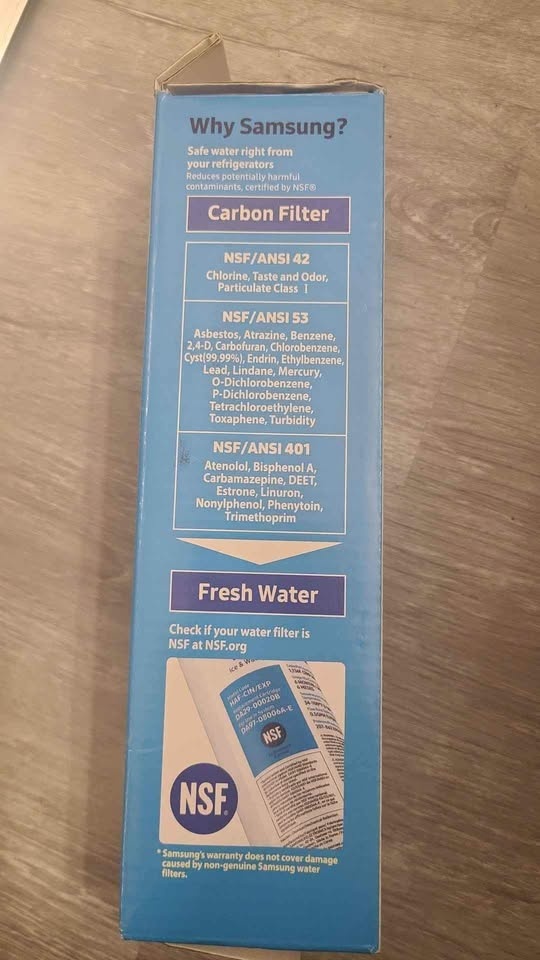 Why Samsung?
Safe water right from
your refrigerators
Reduces potentially harmful
contaminants, certified by NSF®
Carbon Filter
NSF/ANSI 42
Chlorine, Taste and Odor,
Particulate Class I
NSF/ANSI 53
Asbestos, Atrazine, Benzene,
2,4-D, Carbofuran, Chlorobenzene,
Cyst(99.99%), Endrin, Ethylbenzene,
Lead, Lindane, Mercury,
O-Dichlorobenzene,
P-Dichlorobenzene,
Tetrachloroethylene,
Toxaphene, Turbidity
NSF/ANSI 401
Atenolol, Bisphenol A,
Carbamazepine, DEET,
Estrone, Linuron,
Nonylphenol, Phenytoin,
Trimethoprim
Fresh Water
Check if your water filter is
NSF at NSF.org
HAF-CIN/EXP
Replacement Cartridge
DA29-00020B
DA97-08006A-E
NSF
NSF®
* Samsung's warranty does not cover damage
caused by non-genuine Samsung water
filters.